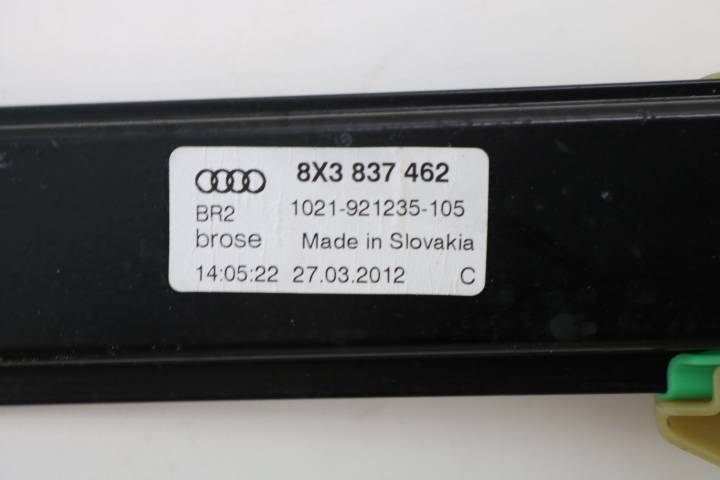 8X3 837 462
BR2 1021-921235-105
brose Made in Slovakia
14:05:22 27.03.2012 C